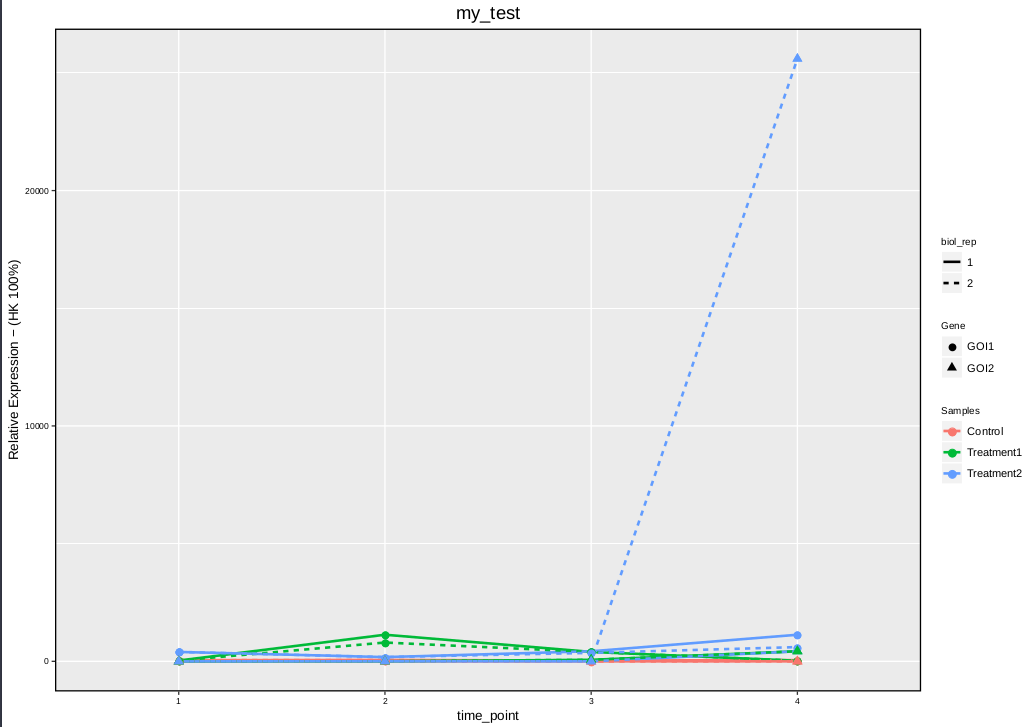 my_test
Relative Expression − (HK 100%)
20000
10000
0
1
2
3
4
time_point
biol_rep
1
2
Gene
GOI1
GOI2
Samples
Control
Treatment1
Treatment2